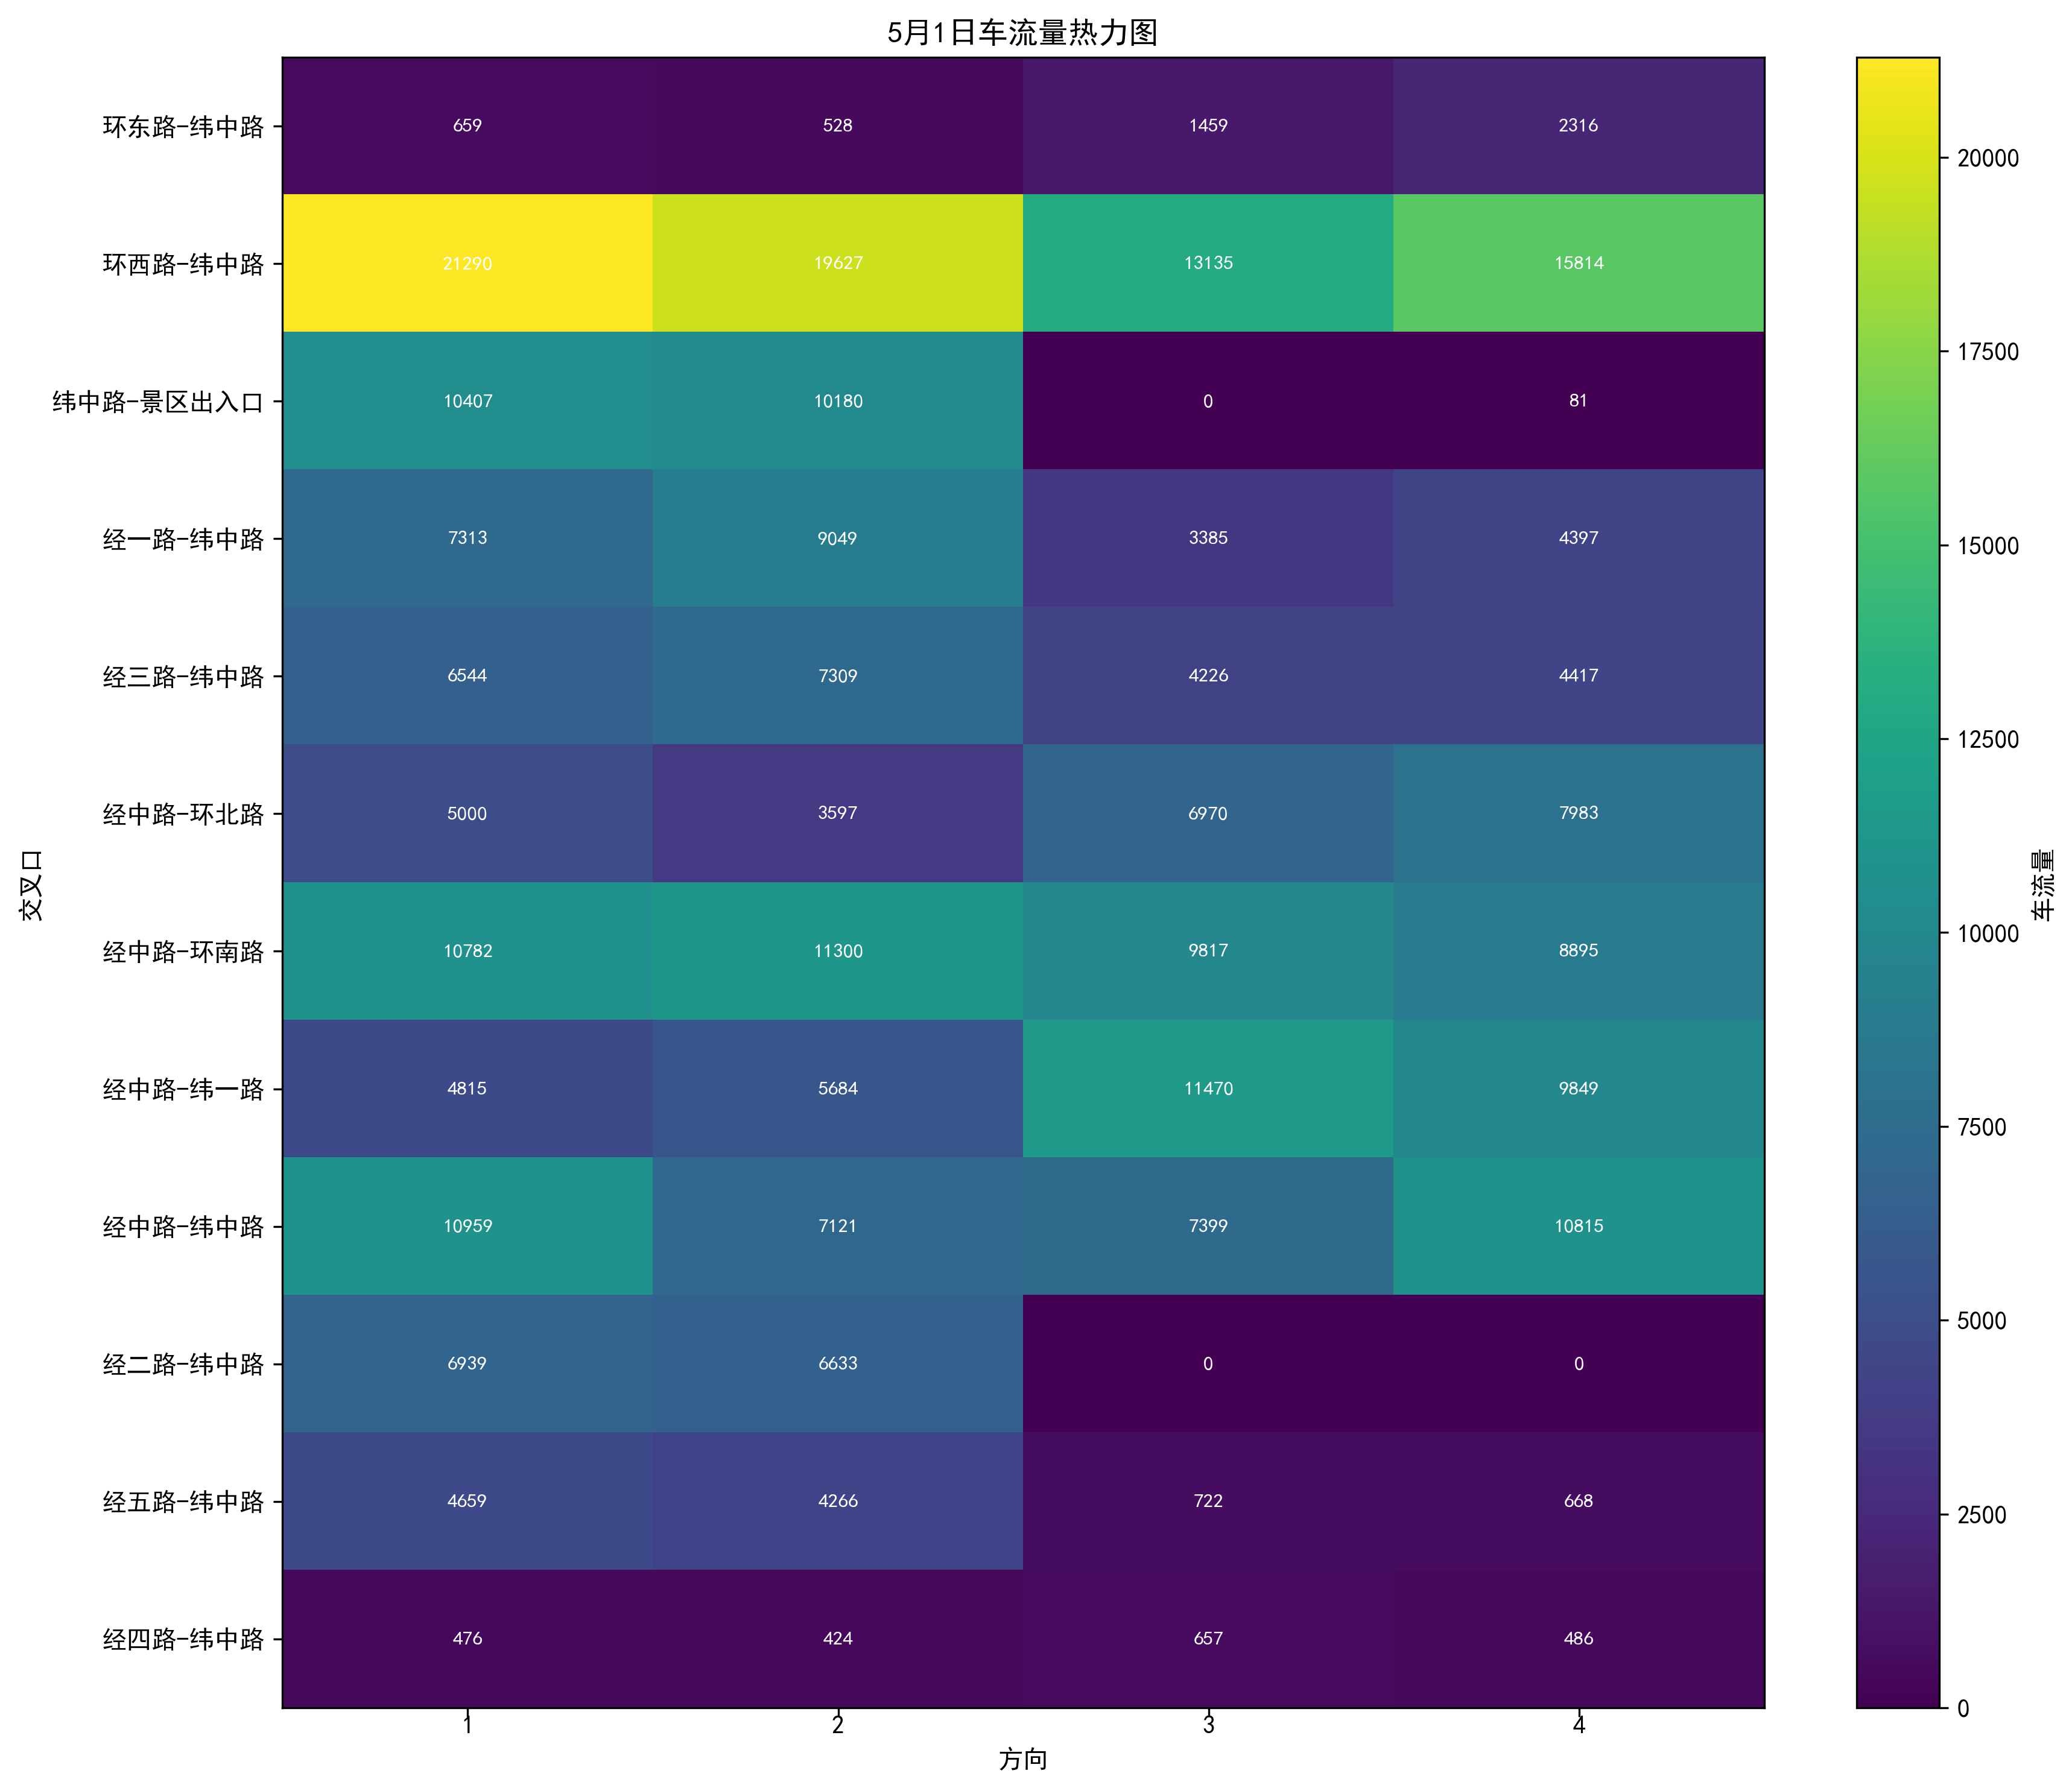 5月1日车流量热力图
交叉口
环东路-纬中路 659 528 1459 2316
环西路-纬中路 21290 19627 13135 15814
纬中路-景区出入口 10407 10180 0 81
经一路-纬中路 7313 9049 3385 4397
经三路-纬中路 6544 7309 4226 4417
经中路-环北路 5000 3597 6970 7983
经中路-环南路 10782 11300 9817 8895
经中路-纬一路 4815 5684 11470 9849
经中路-纬中路 10959 7121 7399 10815
经二路-纬中路 6939 6633 0 0
经五路-纬中路 4659 4266 722 668
经四路-纬中路 476 424 657 486
1 2 3 4
方向
20000
17500
15000
12500
10000
7500
5000
2500
0
车流量